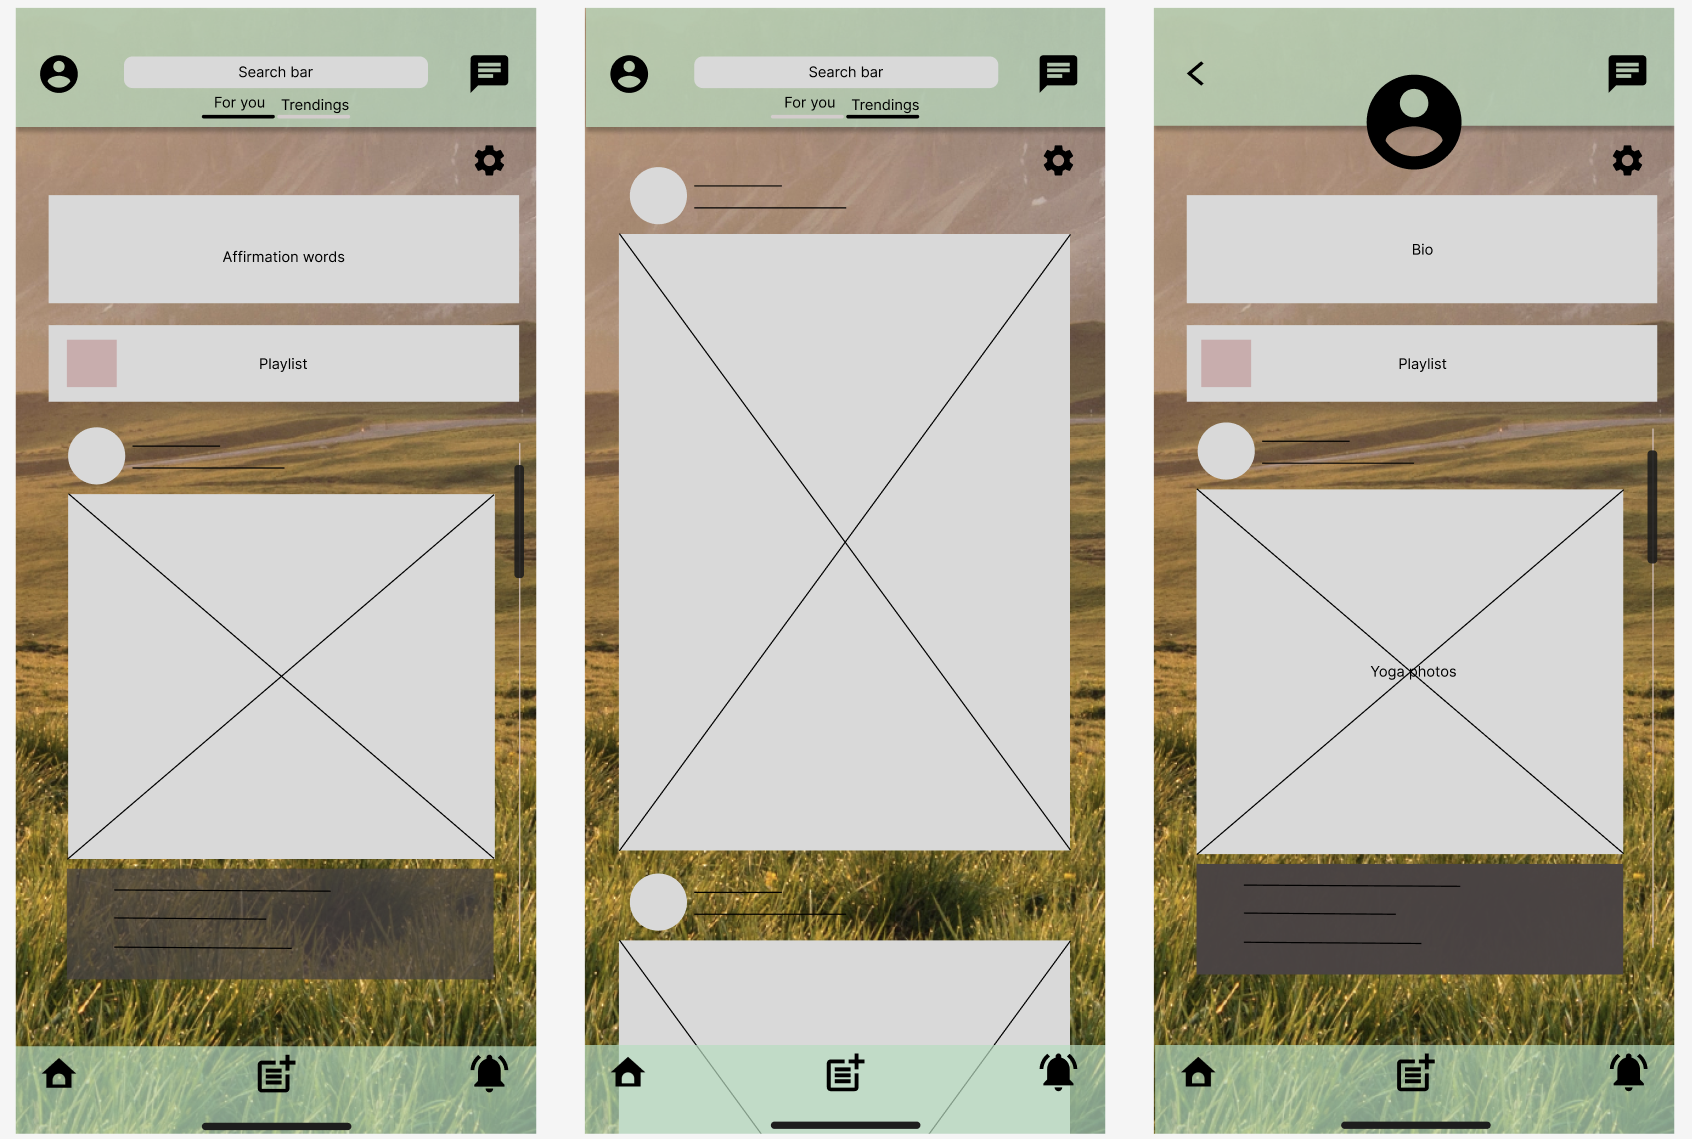 Search bar
For you Trendings
Affirmation words
Playlist
Search bar
For you Trendings
Bio
Playlist
Yoga photos